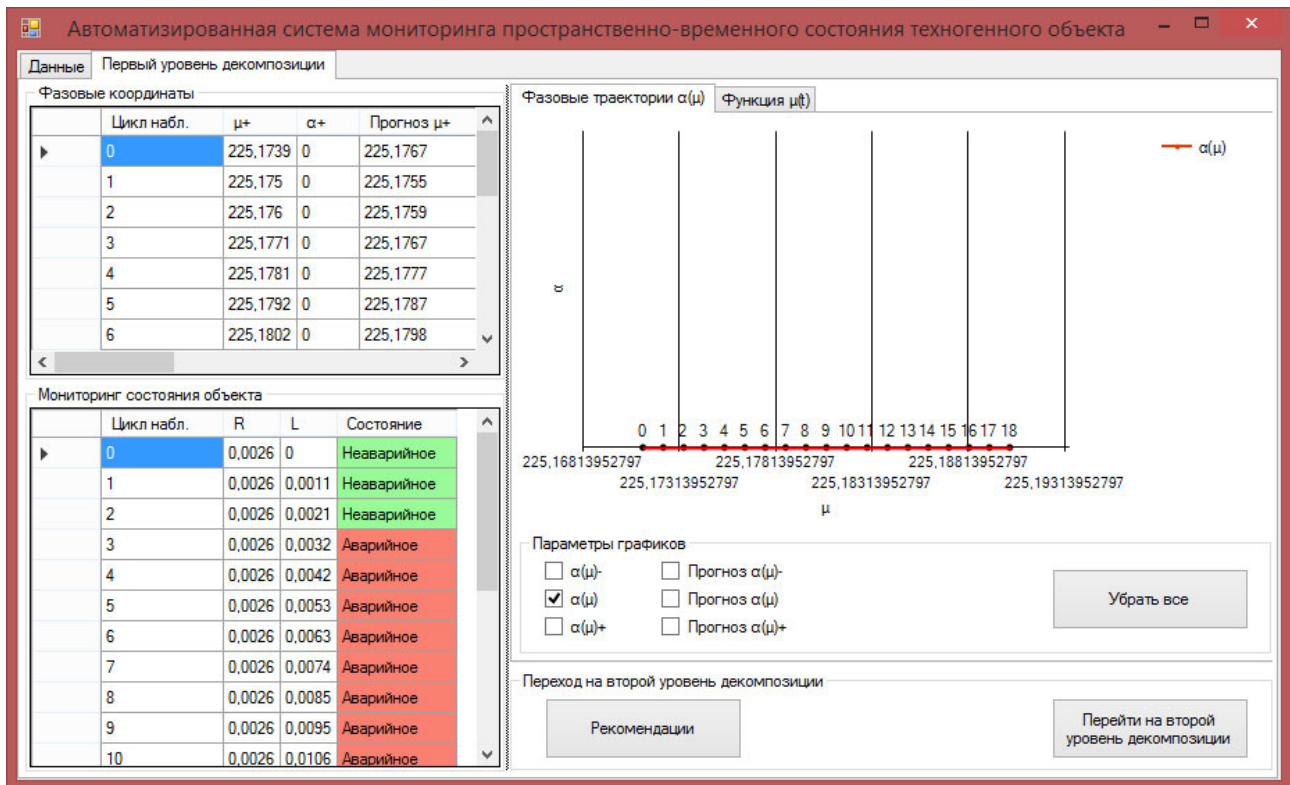 Автоматизированная система мониторинга пространственно-временного состояния техногенного объекта
Данные Первый уровень декомпозиции
Фазовые координаты
Цикл набл. μ+ α+ Прогноз μ+
0 225,1739 0 225,1767
1 225,175 0 225,1755
2 225,176 0 225,1759
3 225,1771 0 225,1767
4 225,1781 0 225,1777
5 225,1792 0 225,1787
6 225,1802 0 225,1798
Мониторинг состояния объекта
Цикл набл. R L Состояние
0 0,0026 0 Неаварийное
1 0,0026 0,0011 Неаварийное
2 0,0026 0,0021 Неаварийное
3 0,0026 0,0032 Аварийное
4 0,0026 0,0042 Аварийное
5 0,0026 0,0053 Аварийное
6 0,0026 0,0063 Аварийное
7 0,0026 0,0074 Аварийное
8 0,0026 0,0085 Аварийное
9 0,0026 0,0095 Аварийное
10 0,0026 0,0106 Аварийное
Фазовые траектории α(μ) Функция μ(t)
α(μ)
α
0 1 2 3 4 5 6 7 8 9 10 11 12 13 14 15 16 17 18
225,16813952797 225,17813952797 225,18813952797
225,17313952797 225,18313952797 225,19313952797
μ
Параметры графиков
α(μ)- Прогноз α(μ)-
α(μ) Прогноз α(μ)
α(μ)+ Прогноз α(μ)+
Убрать все
Переход на второй уровень декомпозиции
Рекомендации
Перейти на второй
уровень декомпозиции